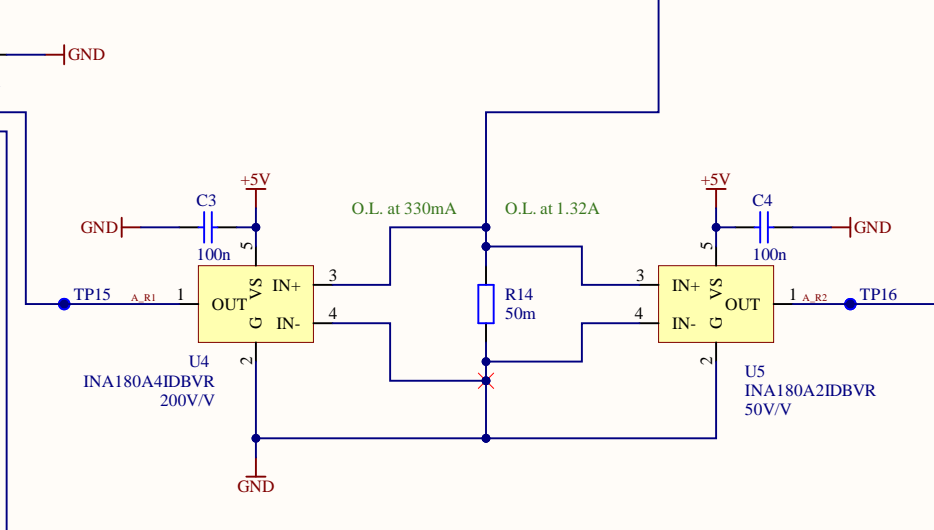 GND
+5V
+5V
C3
O.L. at 330mA
O.L. at 1.32A
C4
GND
GND
100n
5
5
100n
3
3
IN+
VS
R14
IN+
VS
TP15
A_R1
1
OUT
50m
OUT
1
A_R2
TP16
4
4
G
IN-
IN-
G
2
2
U4
INA180A4IDBVR
200V/V
U5
INA180A2IDBVR
50V/V
GND